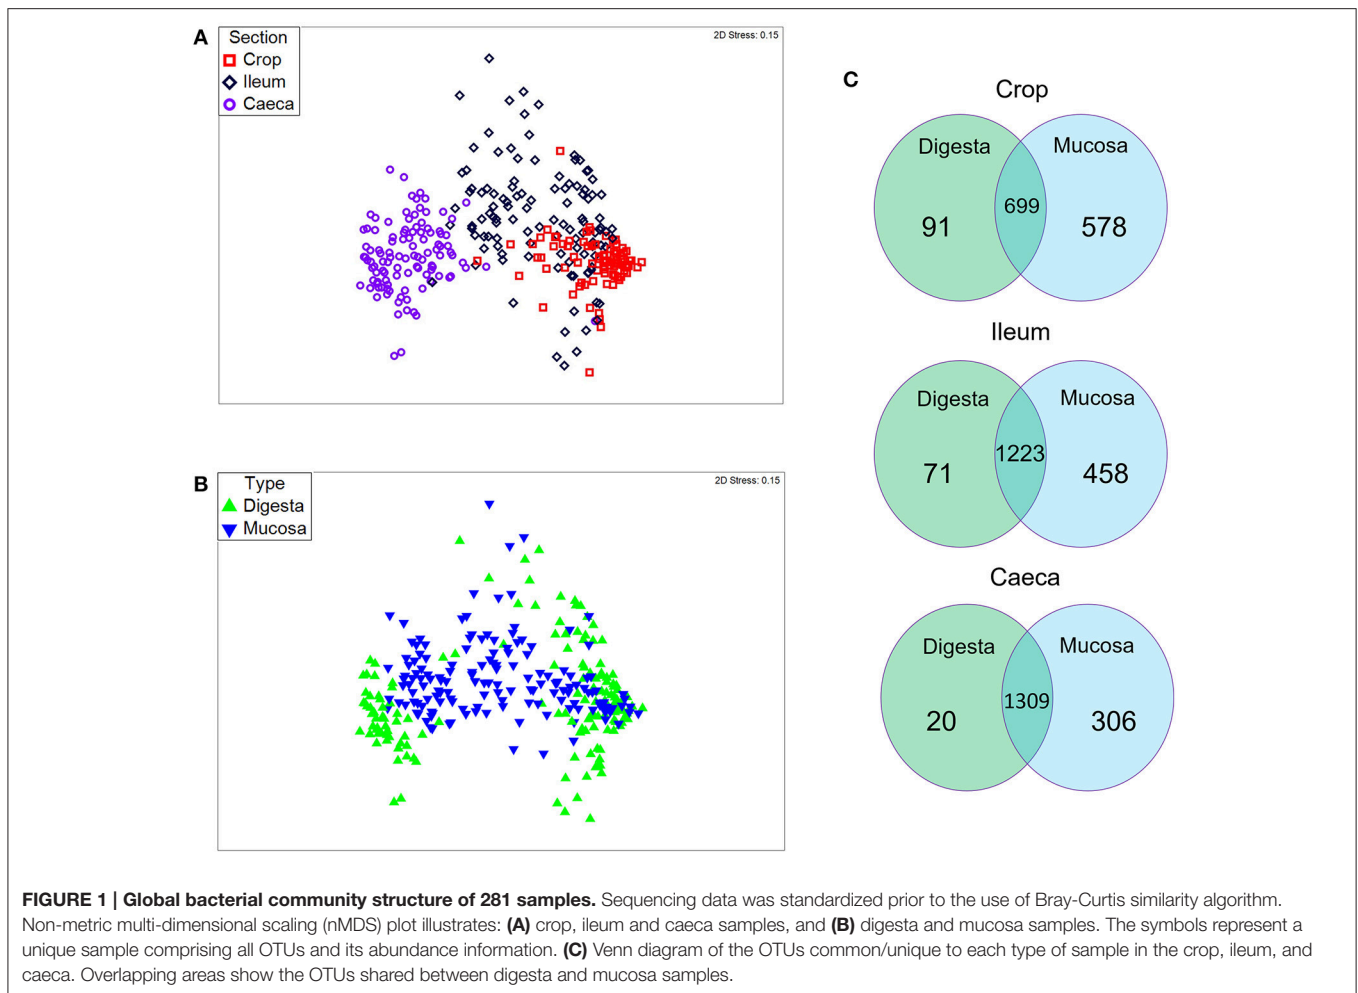 A
Section
Crop
Ileum
Caeca
2D Stress: 0.15
B
Type
Digesta
Mucosa
2D Stress: 0.15
C
Crop
Digesta
Mucosa
91
699
578
Ileum
Digesta
Mucosa
71
1223
458
Caeca
Digesta
Mucosa
20
1309
306
FIGURE 1 | Global bacterial community structure of 281 samples. Sequencing data was standardized prior to the use of Bray-Curtis similarity algorithm.
Non-metric multi-dimensional scaling (nMDS) plot illustrates: (A) crop, ileum and caeca samples, and (B) digesta and mucosa samples. The symbols represent a
unique sample comprising all OTUs and its abundance information. (C) Venn diagram of the OTUs common/unique to each type of sample in the crop, ileum, and
caeca. Overlapping areas show the OTUs shared between digesta and mucosa samples.